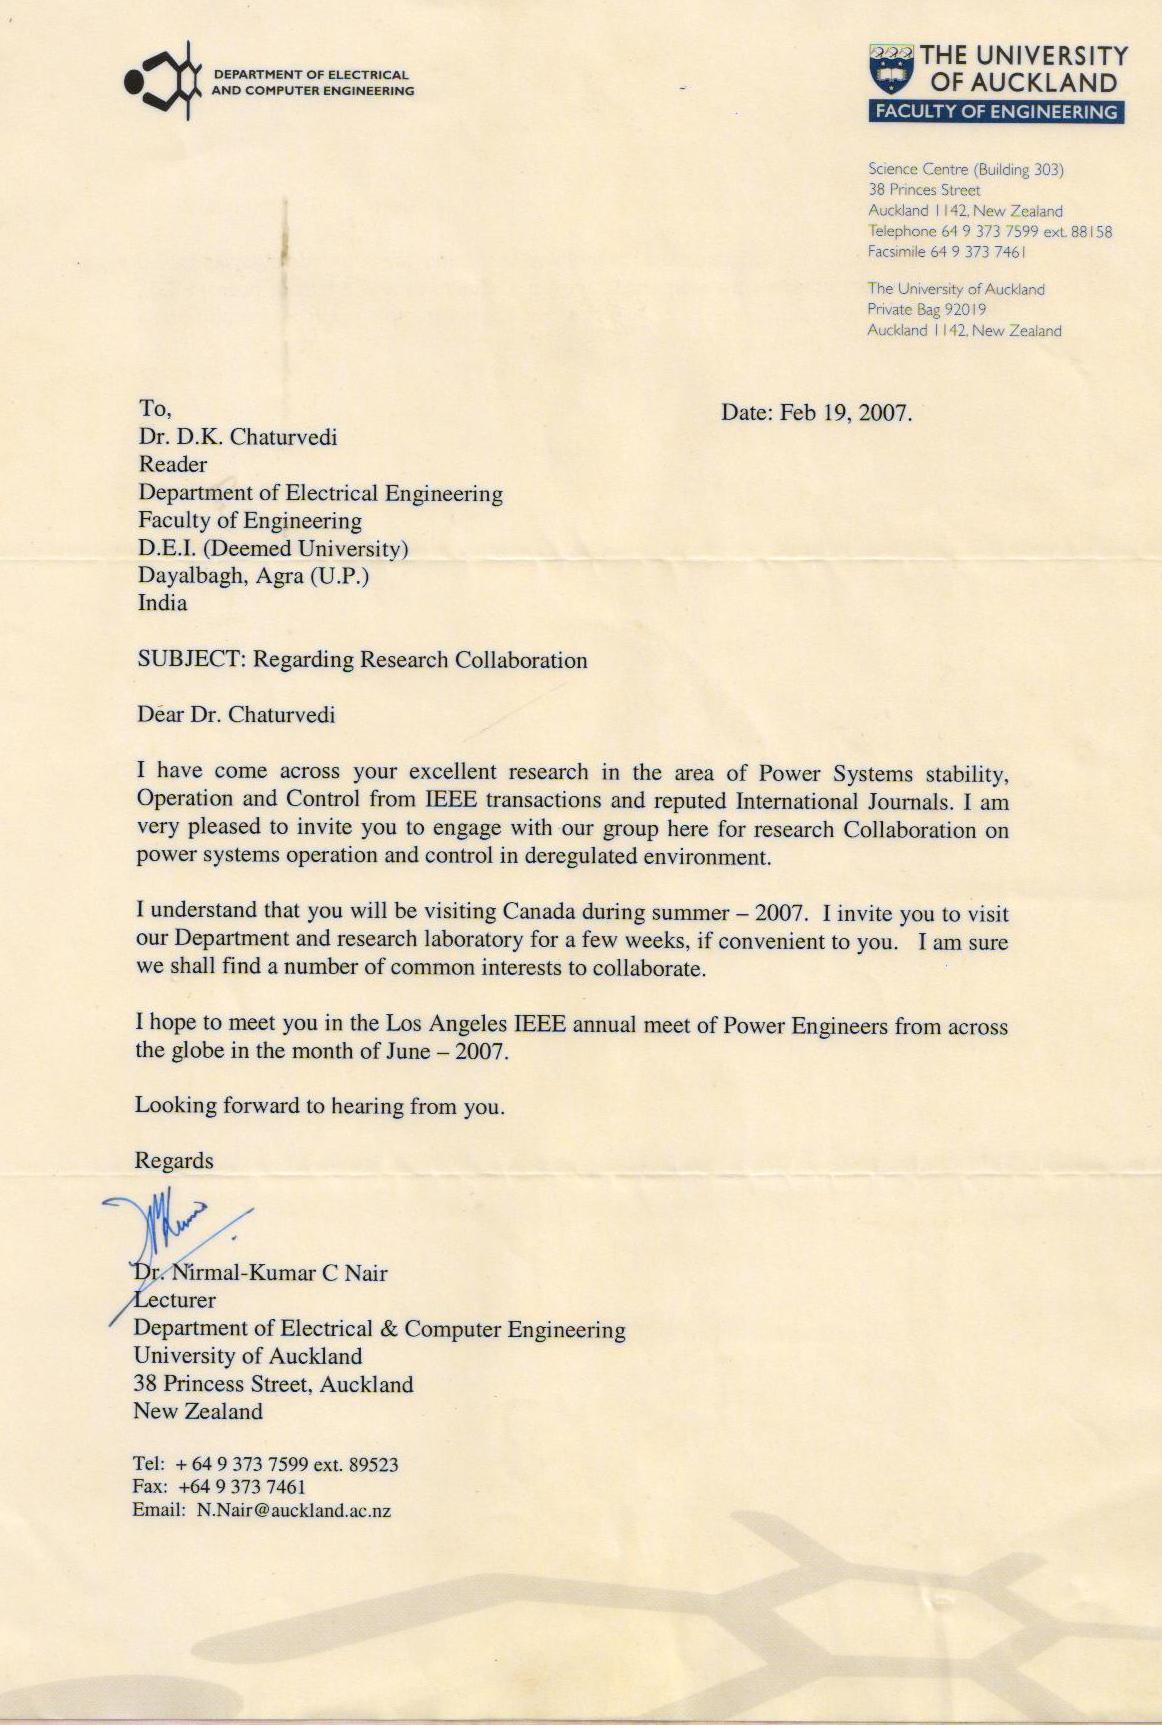 DEPARTMENT OF ELECTRICAL
AND COMPUTER ENGINEERING
THE UNIVERSITY
OF AUCKLAND
FACULTY OF ENGINEERING
Science Centre (Building 303)
38 Princes Street
Auckland 1142, New Zealand
Telephone 64 9 373 7599 ext. 88158
Facsimile 64 9 373 7461
The University of Auckland
Private Bag 92019
Auckland 1142, New Zealand
To,
Date: Feb 19, 2007.
Dr. D.K. Chaturvedi
Reader
Department of Electrical Engineering
Faculty of Engineering
D.E.I. (Deemed University)
Dayalbagh, Agra (U.P.)
India
SUBJECT: Regarding Research Collaboration
Dear Dr. Chaturvedi
I have come across your excellent research in the area of Power Systems stability,
Operation and Control from IEEE transactions and reputed International Journals. I am
very pleased to invite you to engage with our group here for research Collaboration on
power systems operation and control in deregulated environment.
I understand that you will be visiting Canada during summer – 2007. I invite you to visit
our Department and research laboratory for a few weeks, if convenient to you. I am sure
we shall find a number of common interests to collaborate.
I hope to meet you in the Los Angeles IEEE annual meet of Power Engineers from across
the globe in the month of June – 2007.
Looking forward to hearing from you.
Regards
Dr. Nirmal-Kumar C Nair
Lecturer
Department of Electrical & Computer Engineering
University of Auckland
38 Princess Street, Auckland
New Zealand
Tel: + 64 9 373 7599 ext. 89523
Fax: +64 9 373 7461
Email: N.Nair@auckland.ac.nz